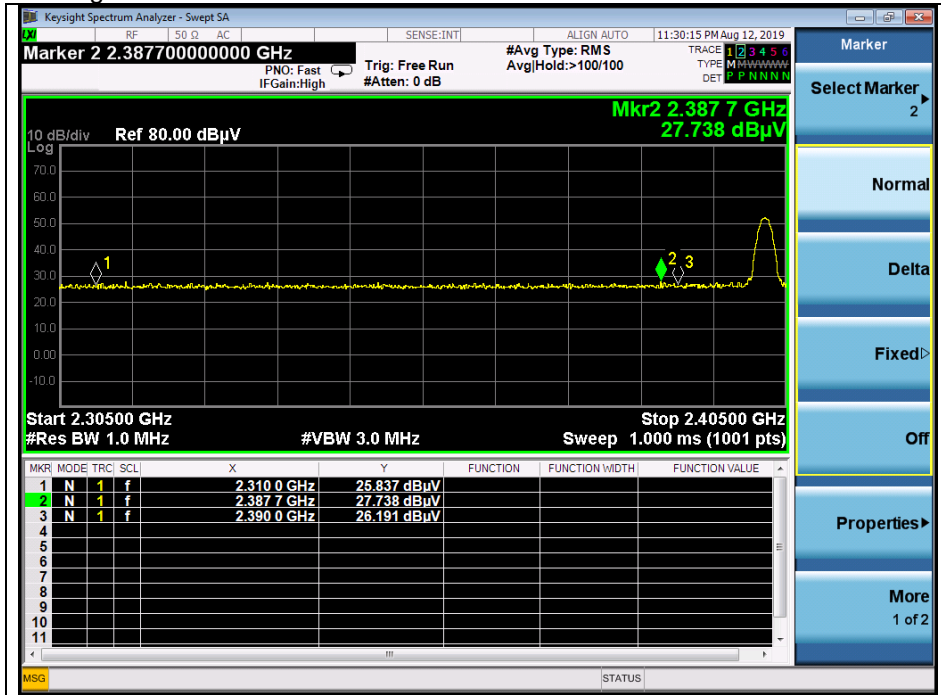 Keysight Spectrum Analyzer - Swept SA
LXI RF 50 Ω AC SENSE:INT ALIGN AUTO 11:30:15 PM Aug 12, 2019
Marker 2 2.387700000000 GHz
PNO: Fast
IFGain:High
Trig: Free Run
#Atten: 0 dB
#Avg Type: RMS
Avg|Hold:>100/100
TRACE 1 2 3 4 5 6
TYPE M M W W W W
DET P P N N N N
Mkr2 2.387 7 GHz
27.738 dBµV
10 dB/div Ref 80.00 dBµV
Log
70.0
60.0
50.0
40.0
30.0
20.0
10.0
0.00
-10.0
1
2
3
Start 2.30500 GHz Stop 2.40500 GHz
#Res BW 1.0 MHz #VBW 3.0 MHz Sweep 1.000 ms (1001 pts)
MKR MODE TRC SCL X Y FUNCTION FUNCTION WIDTH FUNCTION VALUE
1 N 1 f 2.310 0 GHz 25.837 dBµV
2 N 1 f 2.387 7 GHz 27.738 dBµV
3 N 1 f 2.390 0 GHz 26.191 dBµV
4
5
6
7
8
9
10
11
MSG STATUS
Marker
Select Marker
2
Normal
Delta
Fixed
Off
Properties
More
1 of 2